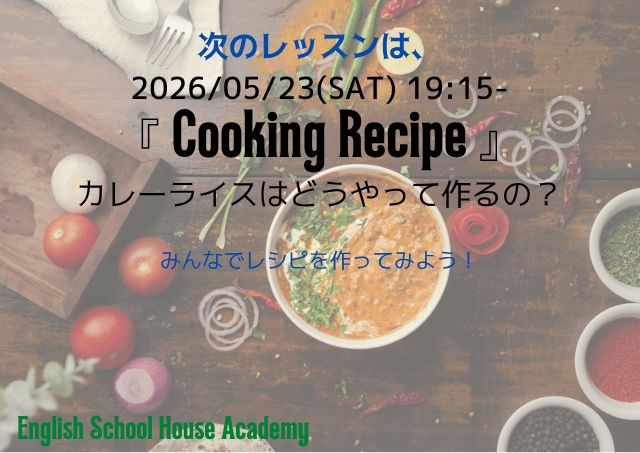 次のレッスンは、
2026/05/23(SAT) 19:15-
『 Cooking Recipe 』
カレーライスはどうやって作るの？
みんなでレシピを作ってみよう！
English School House Academy